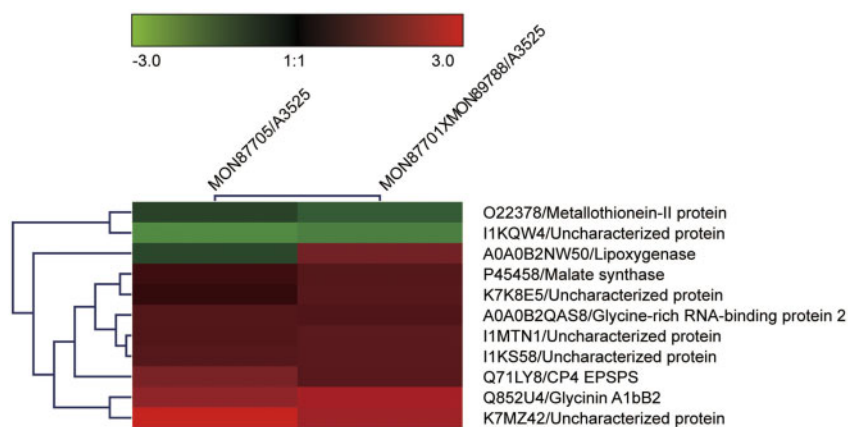 -3.0 1:1 3.0
MON87705/A3525
MON87701XMON89788/A3525
O22378/Metallothionein-II protein
I1KQW4/Uncharacterized protein
A0A0B2NW50/Lipoxygenase
P45458/Malate synthase
K7K8E5/Uncharacterized protein
A0A0B2QAS8/Glycine-rich RNA-binding protein 2
I1MTN1/Uncharacterized protein
I1KS58/Uncharacterized protein
Q71LY8/CP4 EPSPS
Q852U4/Glycinin A1bB2
K7MZ42/Uncharacterized protein